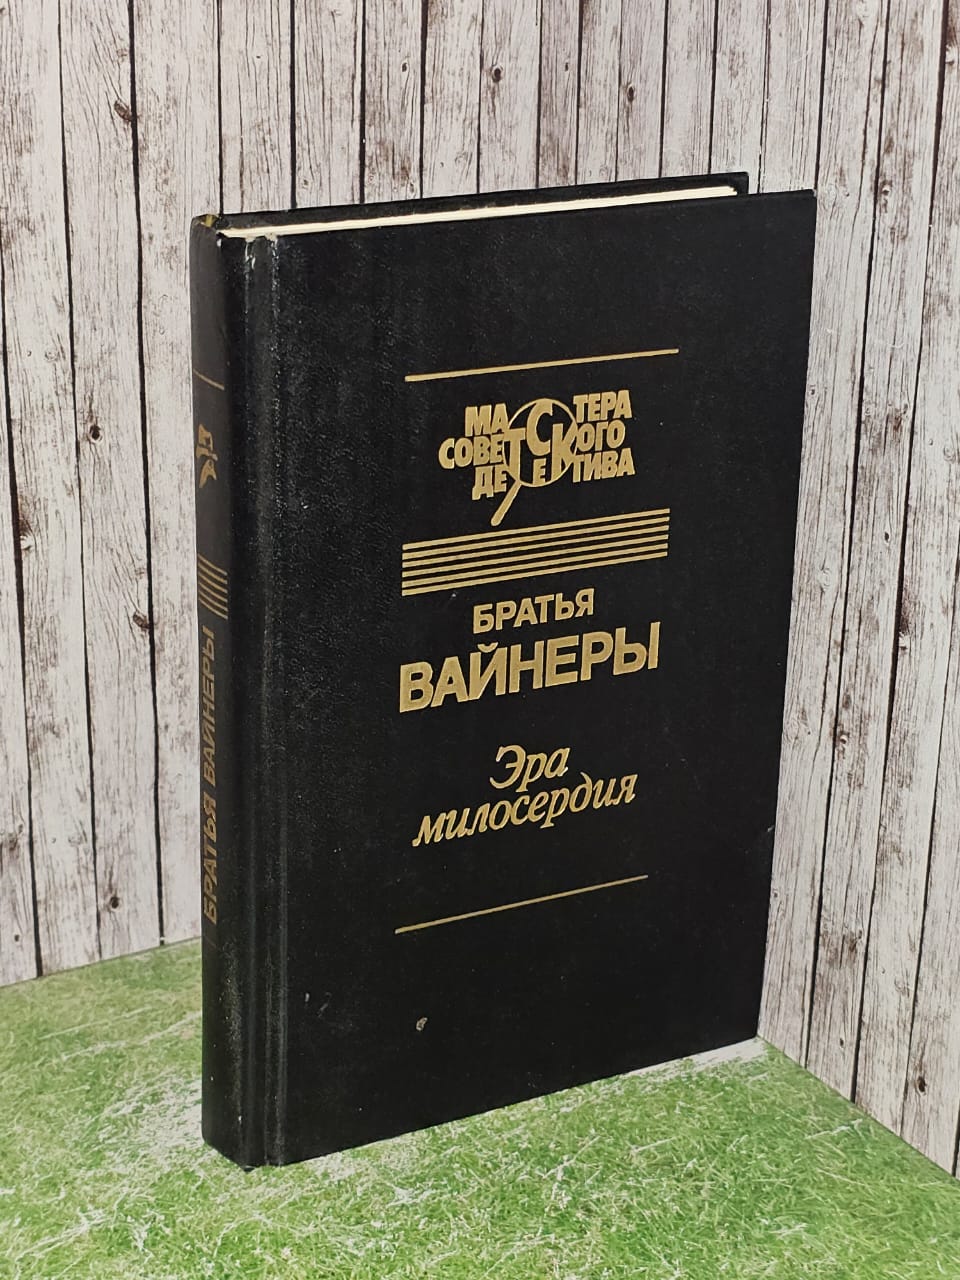 МАСТЕРА
СОВЕТСКОГО
ДЕТЕКТИВА
БРАТЬЯ
ВАЙНЕРЫ
Эра
милосердия
БРАТЬЯ ВАЙНЕРЫ